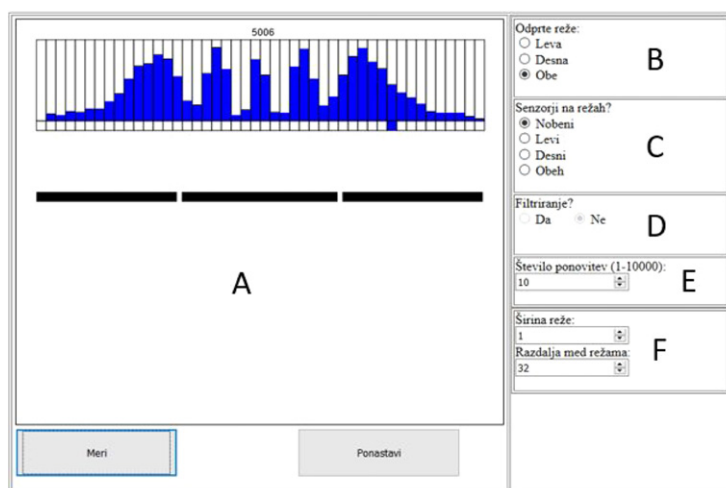 5006
A
Meri
Ponastavi
Odprte reže:
Leva
Desna
Obe
B
Senzorji na režah?
Nobeni
Levi
Desni
Obeh
C
Filtriranje?
Da Ne
D
Število ponovitev (1-10000):
10
E
Širina reže:
1
Razdalja med režama:
32
F